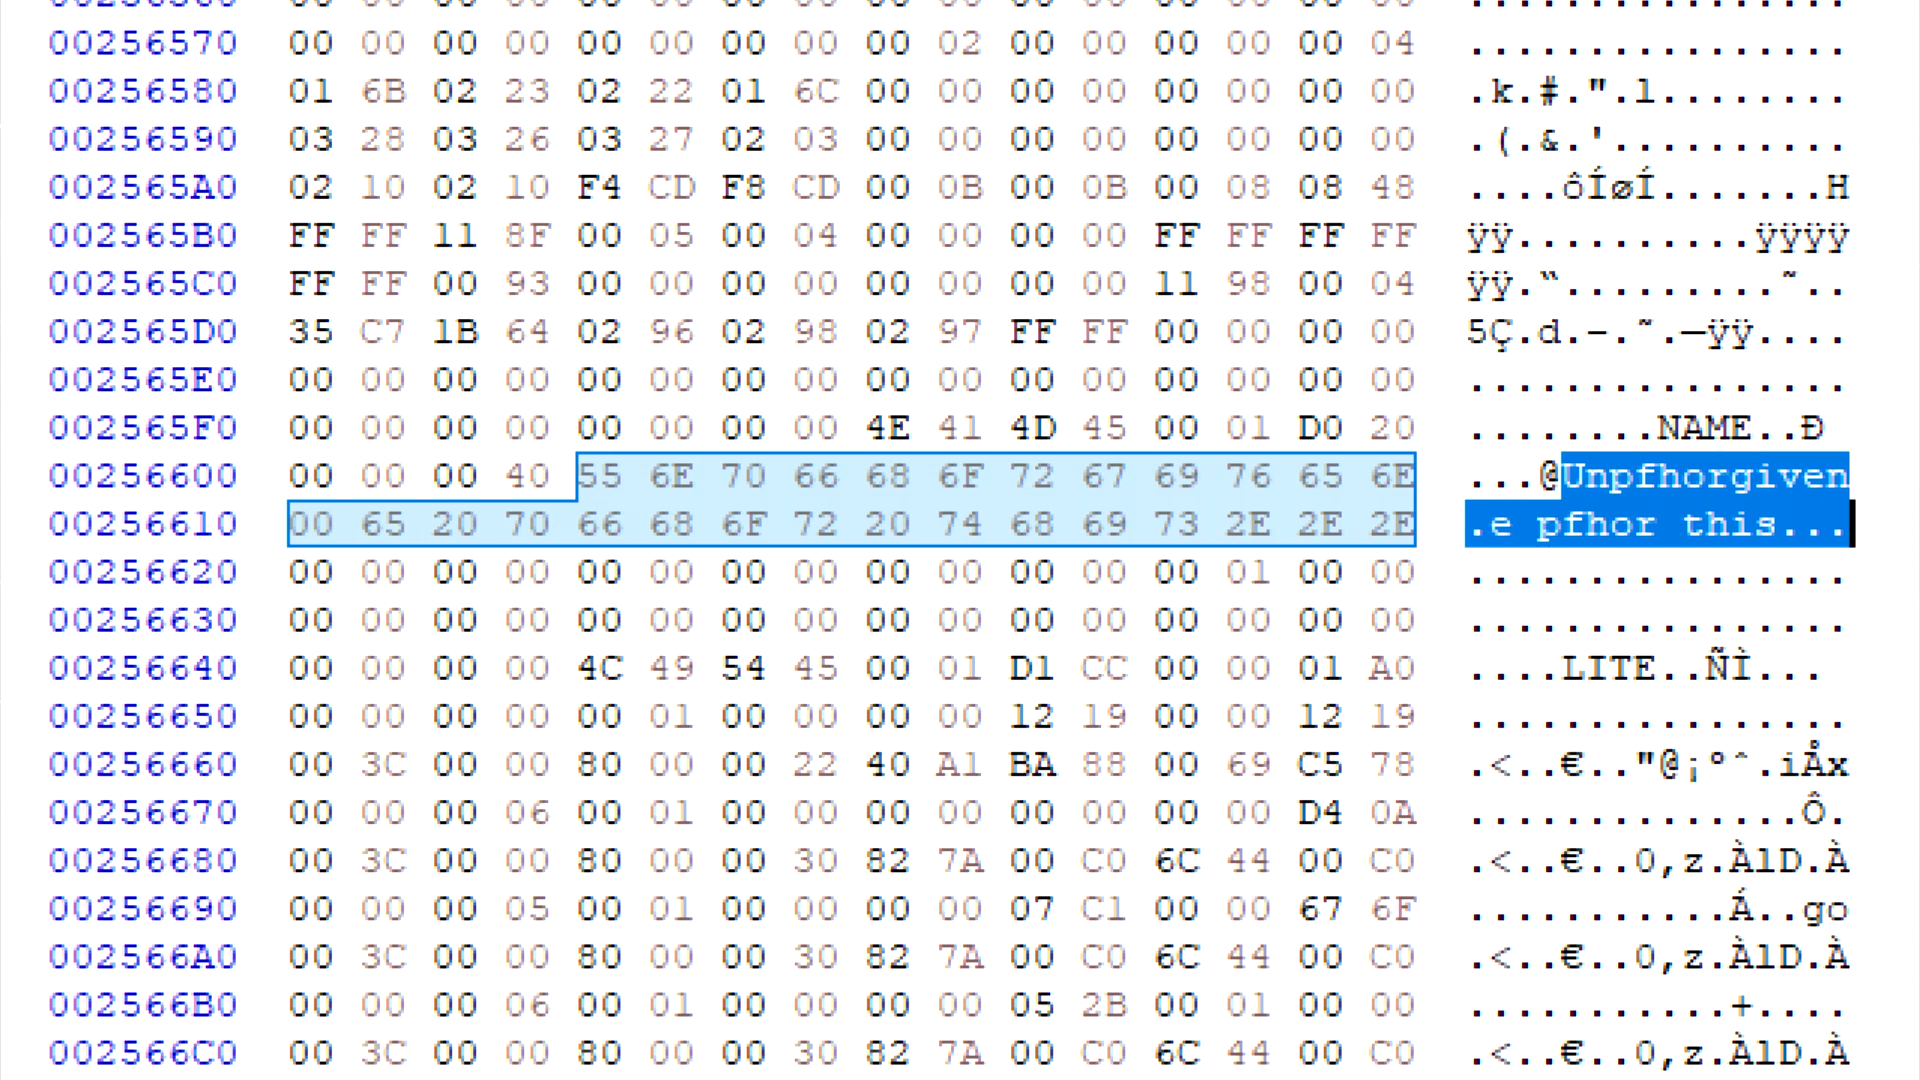 00256570 00 00 00 00 00 00 00 00 00 02 00 00 00 00 00 04 ................
00256580 01 6B 02 23 02 22 01 6C 00 00 00 00 00 00 00 00 .k.#.".l........
00256590 03 28 03 26 03 27 02 03 00 00 00 00 00 00 00 00 .(.&.'..........
002565A0 02 10 02 10 F4 CD F8 CD 00 0B 00 0B 00 08 08 48 ....ôÍøÍ.......H
002565B0 FF FF 11 8F 00 05 00 04 00 00 00 00 FF FF FF FF ÿÿ..........ÿÿÿÿ
002565C0 FF FF 00 93 00 00 00 00 00 00 00 00 11 98 00 04 ÿÿ.“.........˜..
002565D0 35 C7 1B 64 02 96 02 98 02 97 FF FF 00 00 00 00 5Ç.d.–.˜.—ÿÿ....
002565E0 00 00 00 00 00 00 00 00 00 00 00 00 00 00 00 00 ................
002565F0 00 00 00 00 00 00 00 00 4E 41 4D 45 00 01 D0 20 ........NAME..Ð
00256600 00 00 00 40 55 6E 70 66 68 6F 72 67 69 76 65 6E ...@Unpfhorgiven
00256610 00 65 20 70 66 68 6F 72 20 74 68 69 73 2E 2E 2E .e pfhor this...
00256620 00 00 00 00 00 00 00 00 00 00 00 00 00 01 00 00 ................
00256630 00 00 00 00 00 00 00 00 00 00 00 00 00 00 00 00 ................
00256640 00 00 00 00 4C 49 54 45 00 01 D1 CC 00 00 01 A0 ....LITE..ÑÌ...
00256650 00 00 00 00 00 01 00 00 00 00 12 19 00 00 12 19 ................
00256660 00 3C 00 00 80 00 00 22 40 A1 BA 88 00 69 C5 78 .<..€.."@¡ºˆ.iÅx
00256670 00 00 00 06 00 01 00 00 00 00 00 00 00 00 D4 0A ..............Ô.
00256680 00 3C 00 00 80 00 00 30 82 7A 00 C0 6C 44 00 C0 .<..€..0‚z.ÀlD.À
00256690 00 00 00 05 00 01 00 00 00 00 07 C1 00 00 67 6F ...........Á..go
002566A0 00 3C 00 00 80 00 00 30 82 7A 00 C0 6C 44 00 C0 .<..€..0‚z.ÀlD.À
002566B0 00 00 00 06 00 01 00 00 00 00 05 2B 00 01 00 00 ...........+....
002566C0 00 3C 00 00 80 00 00 30 82 7A 00 C0 6C 44 00 C0 .<..€..0‚z.ÀlD.À